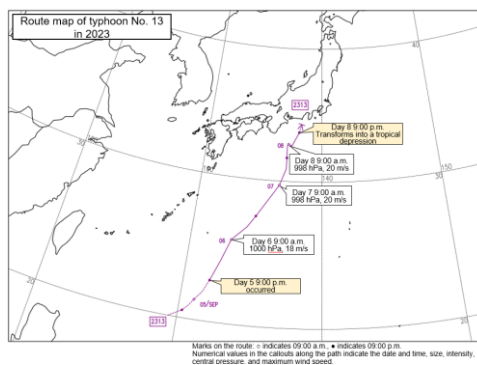 Route map of typhoon No. 13
in 2023
40
2313
Day 8 9:00 p.m.
Transforms into a tropical
depression
08
Day 8 9:00 a.m.
998 hPa, 20 m/s
30
150
140
07
Day 7 9:00 a.m.
998 hPa, 20 m/s
06
Day 6 9:00 a.m.
1000 hPa, 18 m/s
Day 5 9:00 p.m.
occurred
20
05/SEP
2313
20
Marks on the route: ○ indicates 09:00 a.m., ● indicates 09:00 p.m.
Numerical values in the callouts along the path indicate the date and time, size, intensity,
central pressure, and maximum wind speed.